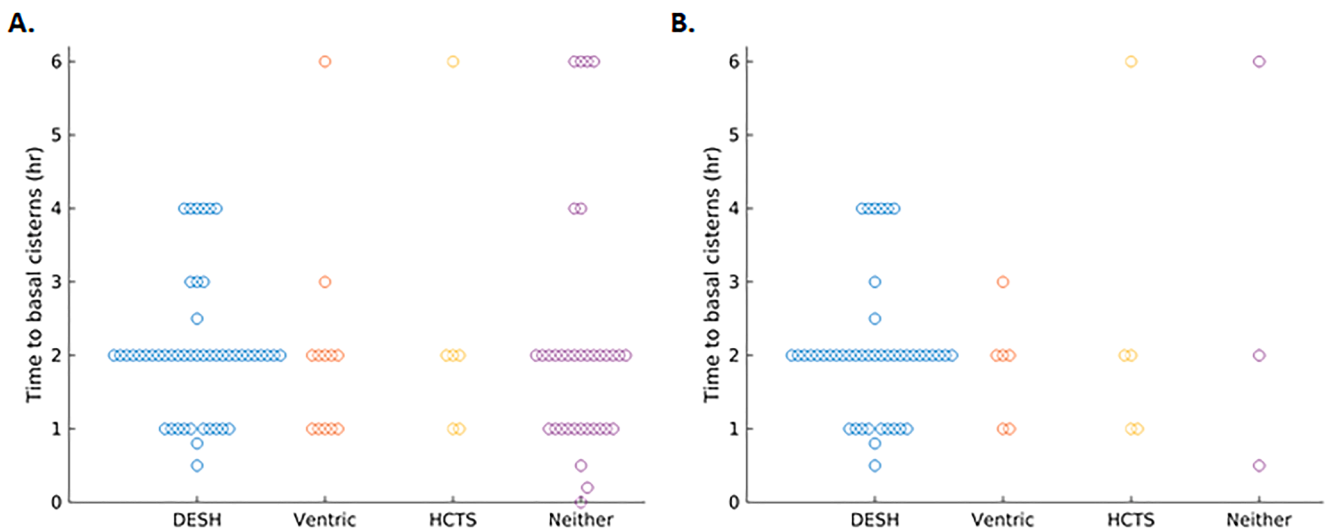 A.
Time to basal cisterns (hr)
6
5
4
3
2
1
0
DESH Ventric HCTS Neither
B.
Time to basal cisterns (hr)
6
5
4
3
2
1
0
DESH Ventric HCTS Neither